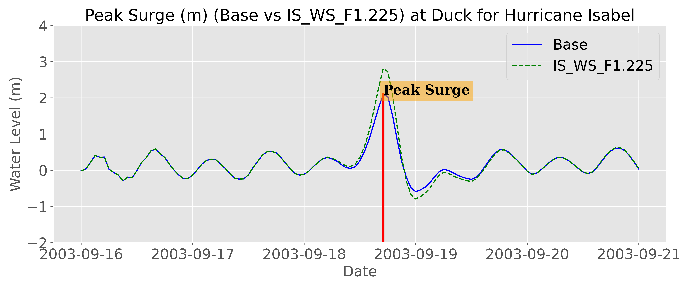 Peak Surge (m) (Base vs IS_WS_F1.225) at Duck for Hurricane Isabel
4
3
2
1
0
−1
−2
Water Level (m)
Base
IS_WS_F1.225
Peak Surge
2003-09-16 2003-09-17 2003-09-18 2003-09-19 2003-09-20 2003-09-21
Date